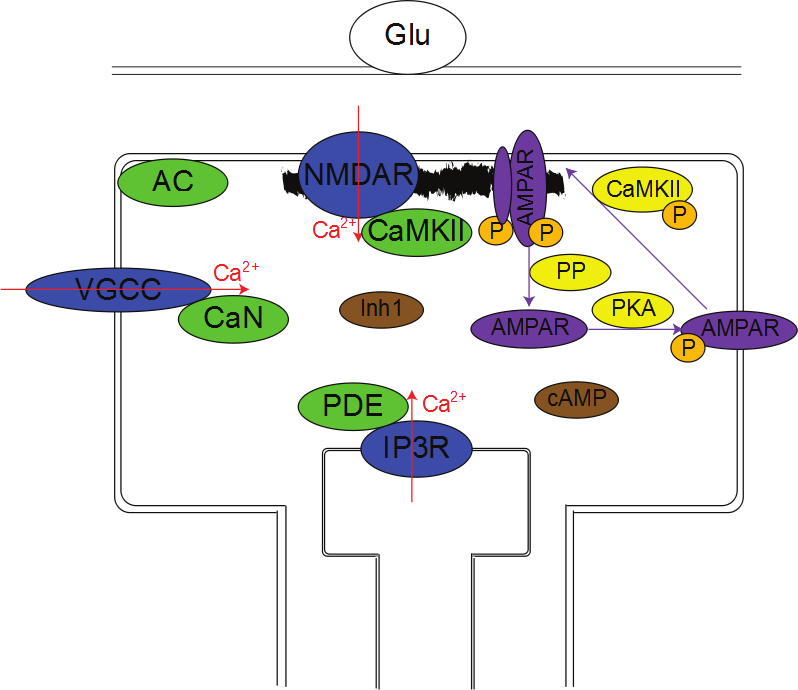 Glu
AC
NMDAR
AMPAR
CaMKII
P
Ca2+
CaMKII
P
P
Ca2+
PP
VGCC
CaN
Inh1
PKA
AMPAR
AMPAR
P
PDE
Ca2+
cAMP
IP3R